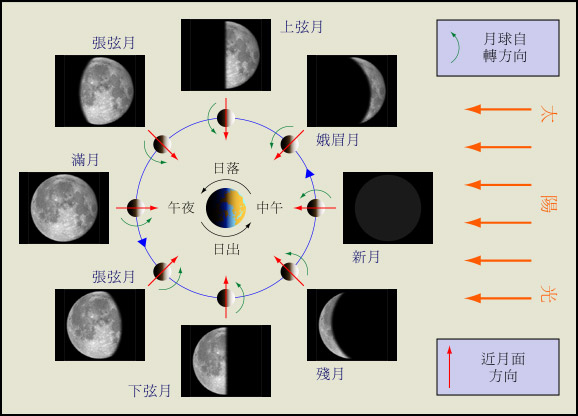 上弦月
張弦月
月球自
轉方向
娥眉月
太
陽
光
滿月
日落
午夜
中午
日出
新月
張弦月
下弦月
殘月
近月面
方向